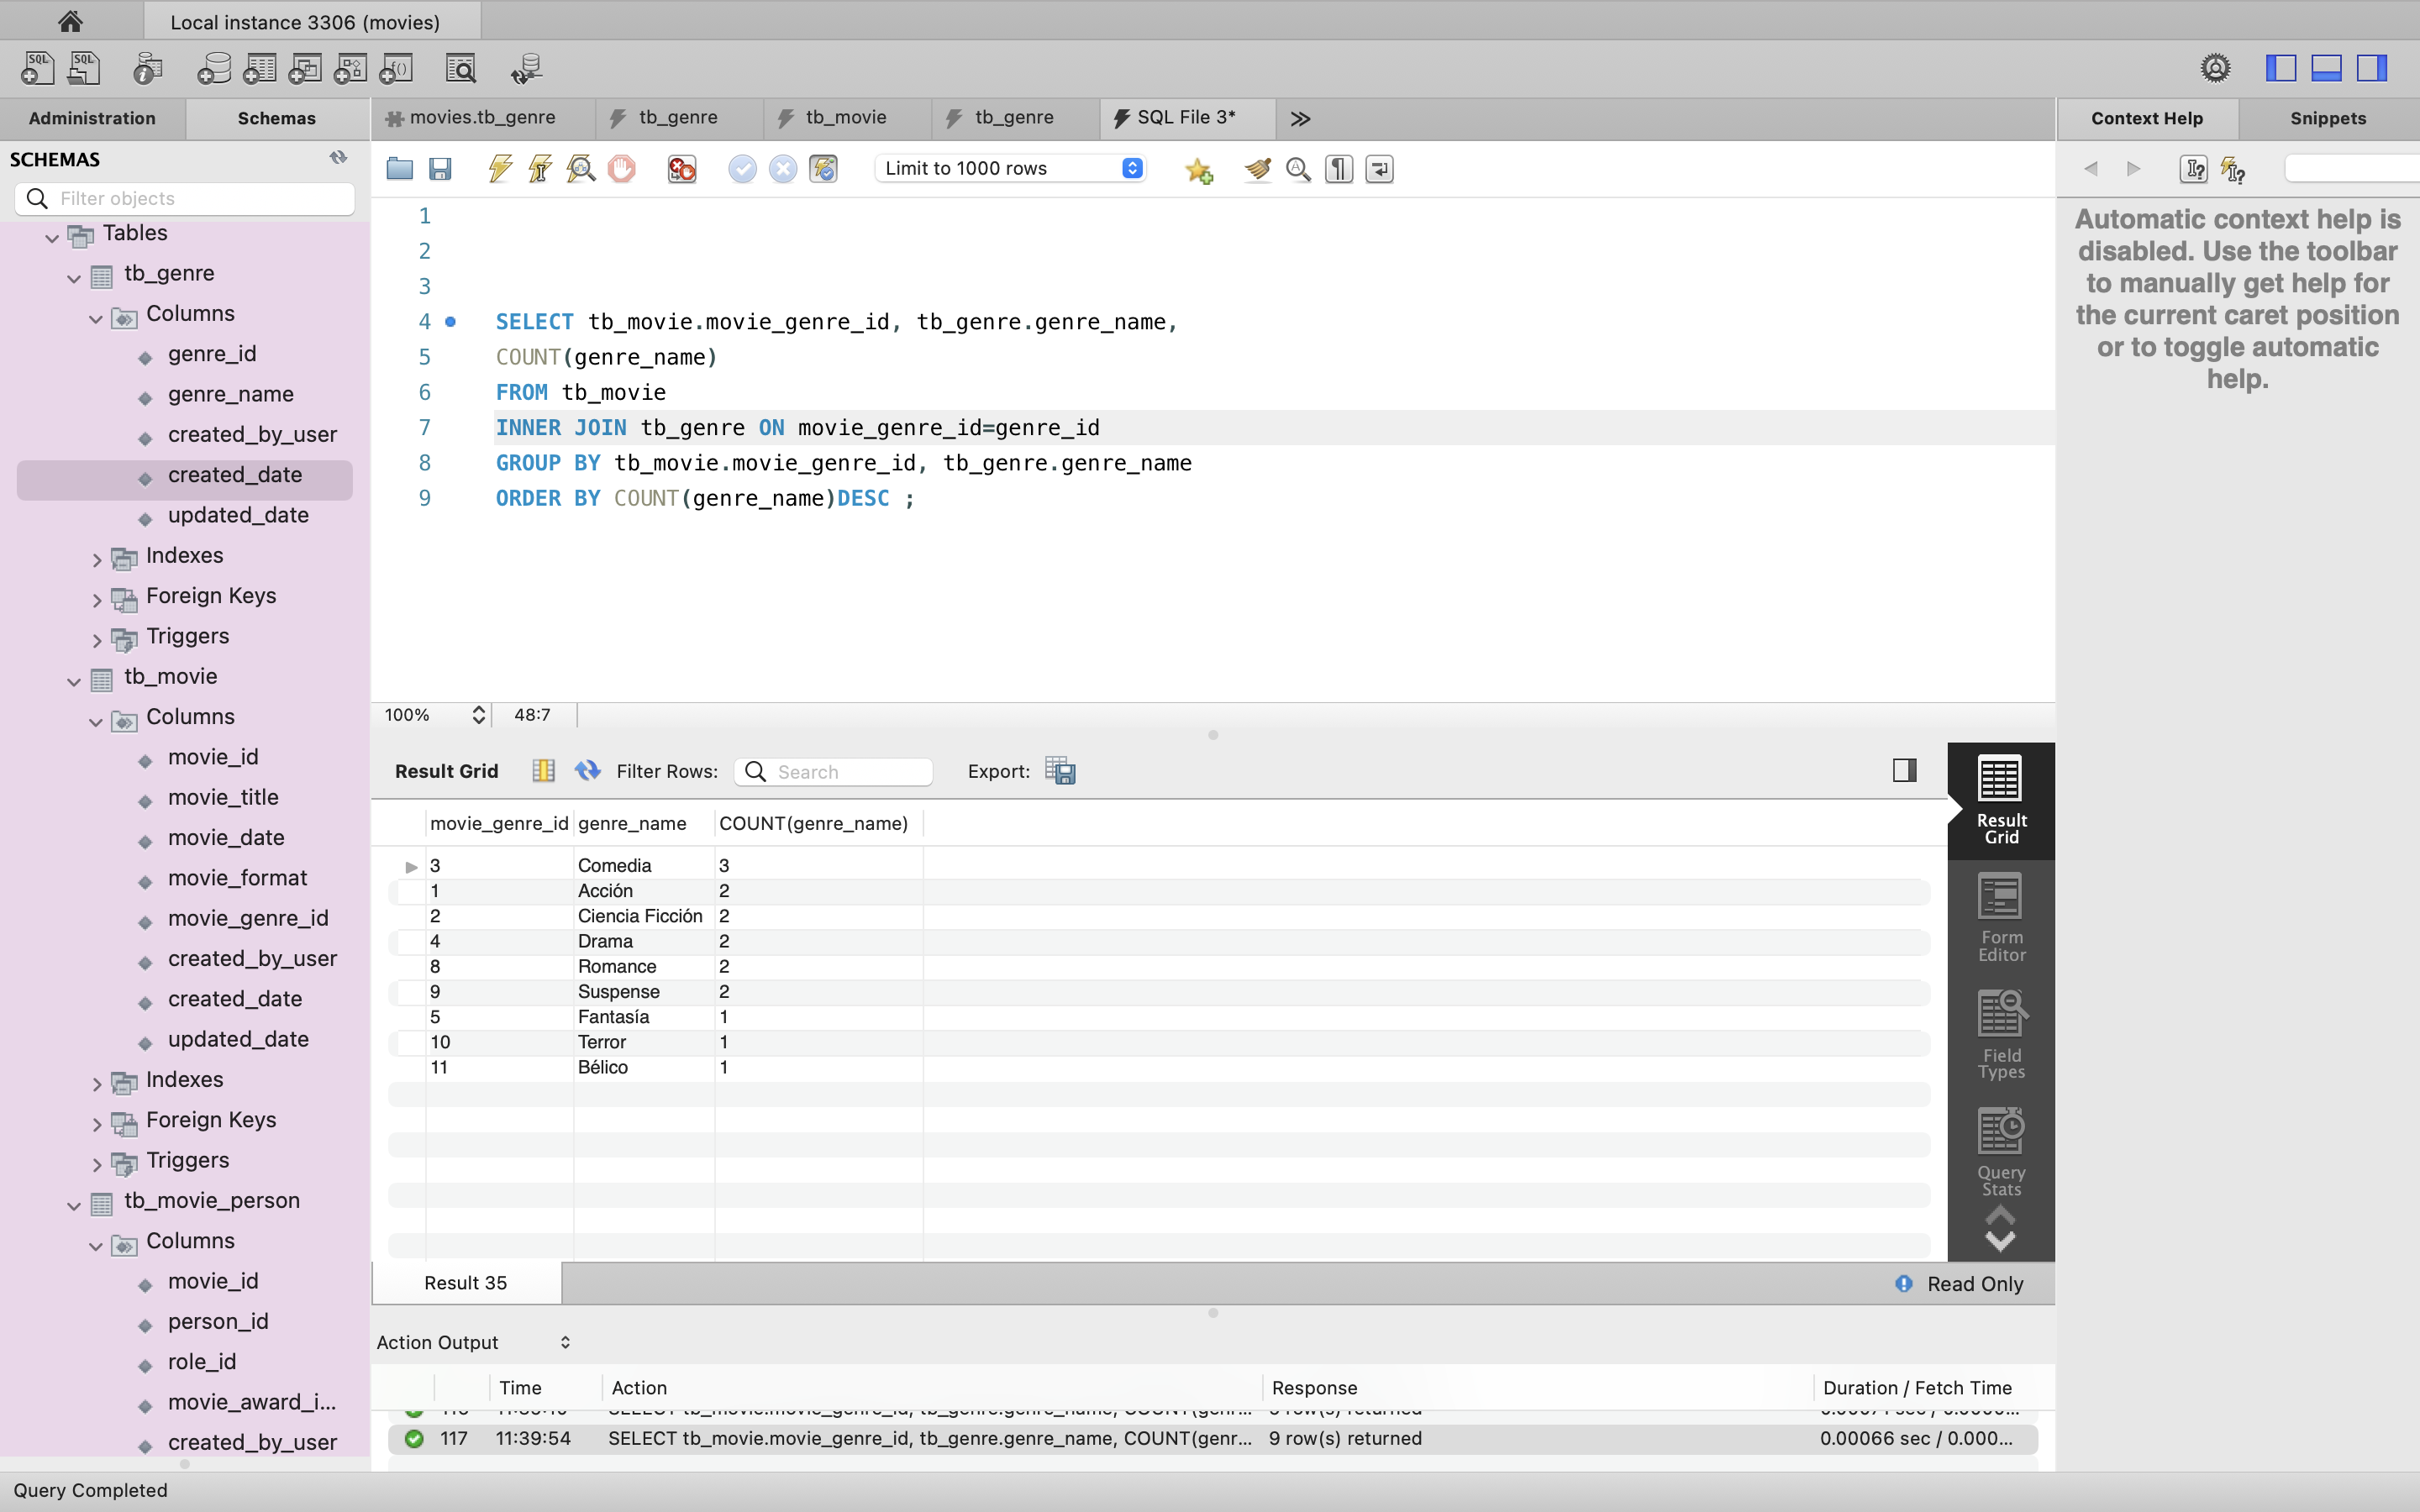 Local instance 3306 (movies)
Administration
Schemas
movies.tb_genre
tb_genre
tb_movie
tb_genre
SQL File 3*
Context Help
Snippets
SCHEMAS
Filter objects
Limit to 1000 rows
Automatic context help is
disabled. Use the toolbar
to manually get help for
the current caret position
or to toggle automatic
help.
Tables
tb_genre
Columns
genre_id
genre_name
created_by_user
created_date
updated_date
Indexes
Foreign Keys
Triggers
tb_movie
Columns
movie_id
movie_title
movie_date
movie_format
movie_genre_id
created_by_user
created_date
updated_date
Indexes
Foreign Keys
Triggers
tb_movie_person
Columns
movie_id
person_id
role_id
movie_award_i...
created_by_user
1
2
3
4 SELECT tb_movie.movie_genre_id, tb_genre.genre_name,
5 COUNT(genre_name)
6 FROM tb_movie
7 INNER JOIN tb_genre ON movie_genre_id=genre_id
8 GROUP BY tb_movie.movie_genre_id, tb_genre.genre_name
9 ORDER BY COUNT(genre_name)DESC ;
100% 48:7
Result Grid Filter Rows: Search Export:
movie_genre_id genre_name COUNT(genre_name)
3 Comedia 3
1 Acción 2
2 Ciencia Ficción 2
4 Drama 2
8 Romance 2
9 Suspense 2
5 Fantasía 1
10 Terror 1
11 Bélico 1
Result
Grid
Form
Editor
Field
Types
Query
Stats
Result 35
Read Only
Action Output
Time Action Response Duration / Fetch Time
SELECT tb_movie.movie_genre_id, tb_genre.genre_name, COUNT(genr... row(s) returned
117 11:39:54 SELECT tb_movie.movie_genre_id, tb_genre.genre_name, COUNT(genr... 9 row(s) returned 0.00066 sec / 0.000...
Query Completed